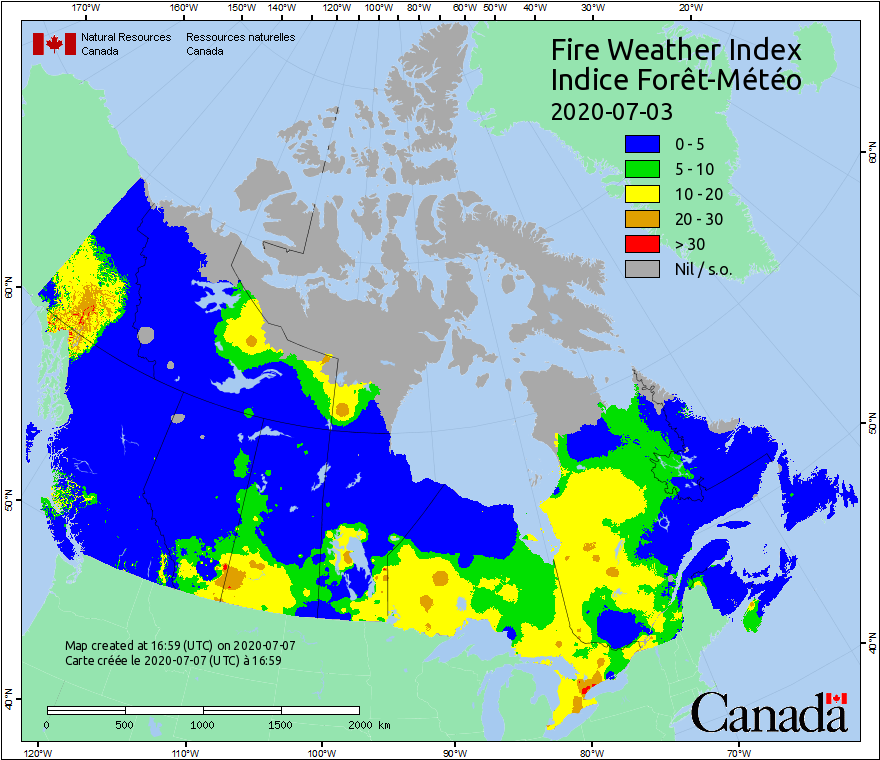 170°W 160°W 150°W 140°W 120°W 100°W 80°W 60°W 50°W 40°W 30°W 20°W
Natural Resources Ressources naturelles
Canada Canada
Fire Weather Index
Indice Forêt-Météo
2020-07-03
0 - 5
5 - 10
10 - 20
20 - 30
> 30
Nil / s.o.
60°N
60°N
50°N
50°N
40°N
40°N
Map created at 16:59 (UTC) on 2020-07-07
Carte créée le 2020-07-07 (UTC) à 16:59
0 500 1000 1500 2000 km
Canada
120°W 110°W 100°W 90°W 80°W 70°W